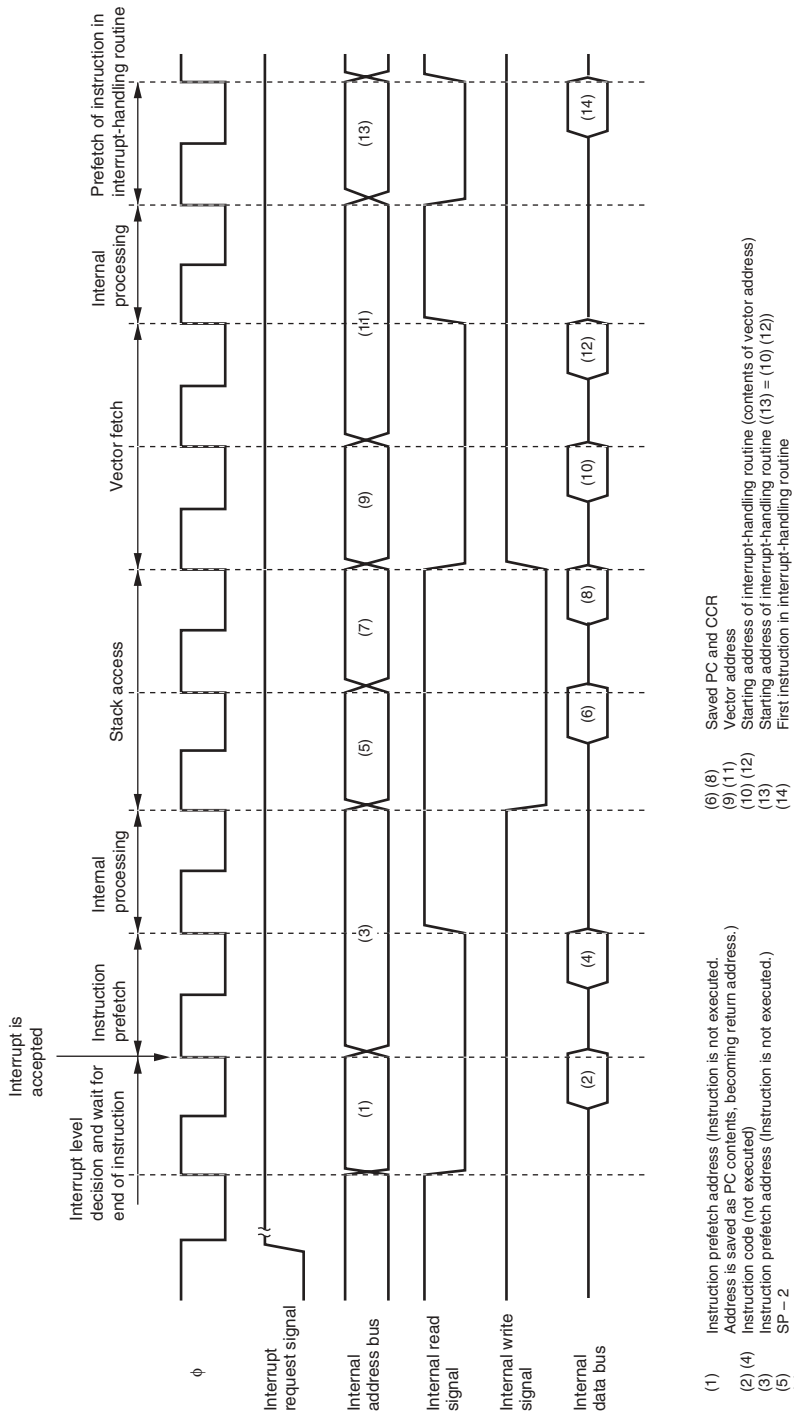 Interrupt is
accepted
Interrupt level
decision and wait for
end of instruction
Instruction
prefetch
Internal
processing
Stack access
Vector fetch
Internal
processing
Prefetch of instruction in
interrupt-handling routine
φ
Interrupt
request signal
Internal
address bus
(1)
(3)
(5)
(7)
(9)
(11)
(13)
Internal read
signal
Internal write
signal
Internal
data bus
(2)
(4)
(6)
(8)
(10)
(12)
(14)
(1) Instruction prefetch address (Instruction is not executed.
Address is saved as PC contents, becoming return address.)
(2) (4) Instruction code (not executed)
(3) Instruction prefetch address (Instruction is not executed.)
(5) SP – 2
(6) (8) Saved PC and CCR
(9) (11) Vector address
(10) (12) Starting address of interrupt-handling routine (contents of vector address)
(13) Starting address of interrupt-handling routine ((13) = (10) (12))
(14) First instruction in interrupt-handling routine